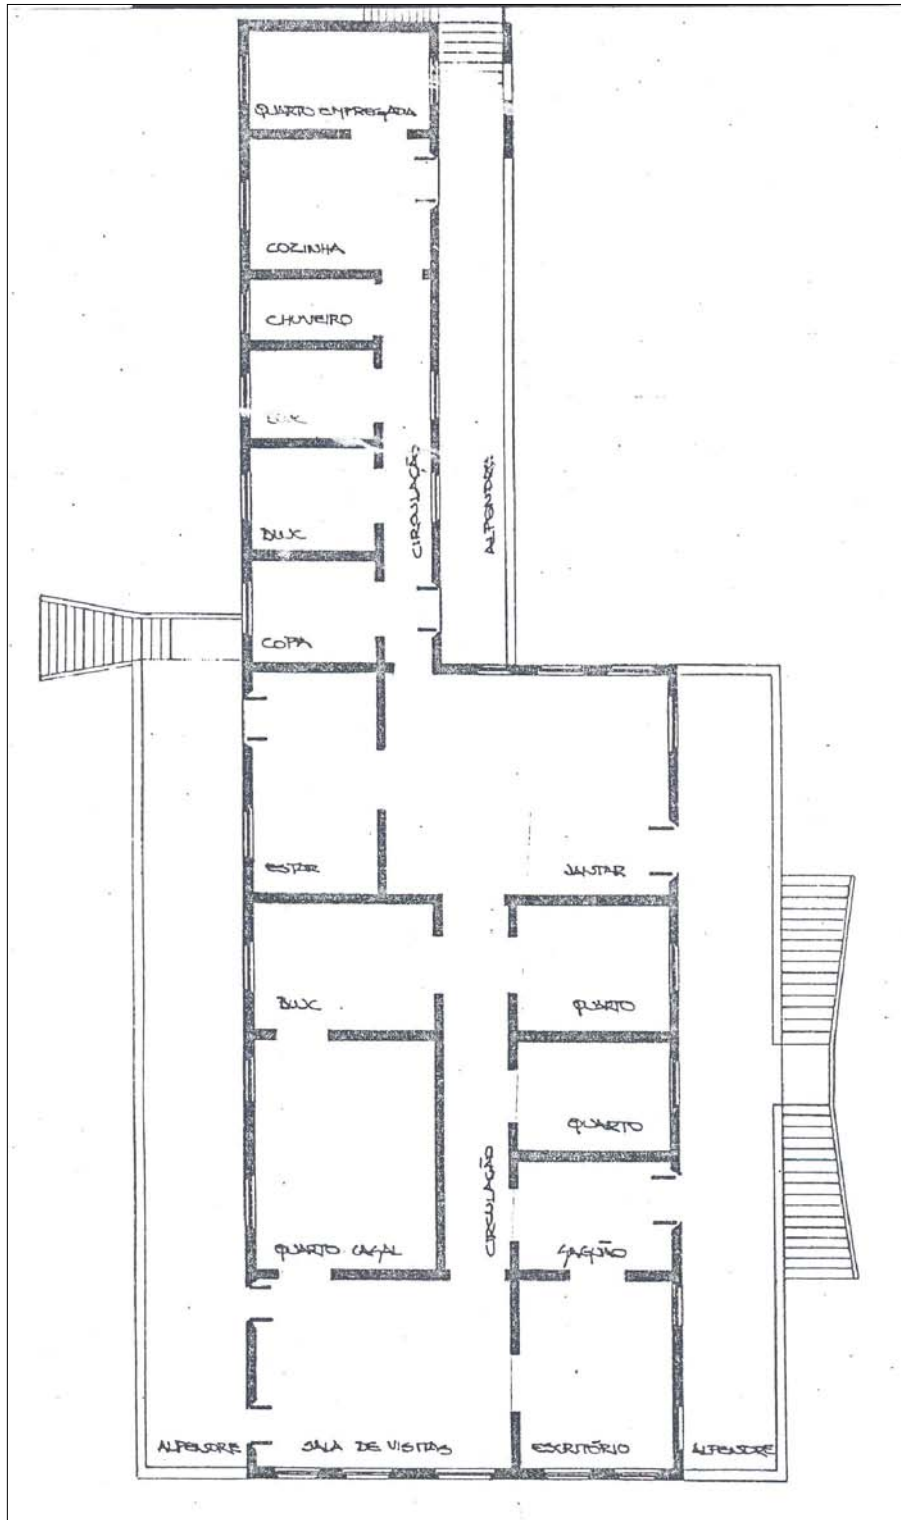 QUARTO EMPREGADA
COZINHA
CHUVEIRO
BWC
CIRCULAÇÃO
ALPENDRE
BWC
COPA
ESTAR
JANTAR
BWC
QUARTO
QUARTO
CIRCULAÇÃO
QUARTO CASAL
SAGUÃO
ALPENDRE
SALA DE VISITAS
ESCRITÓRIO
ALPENDRE